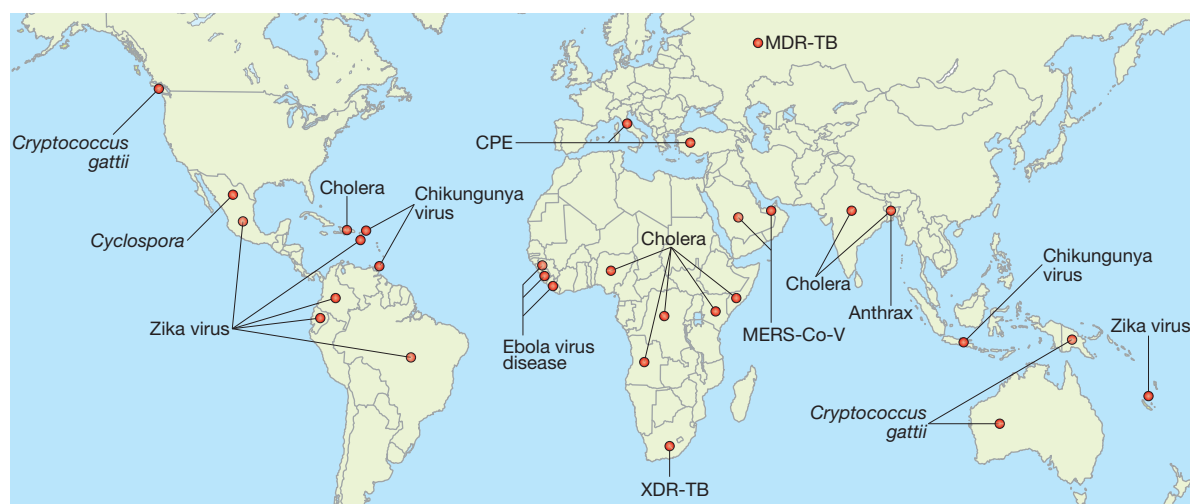 MDR-TB
Cryptococcus
gattii
CPE
Cholera
Chikungunya
virus
Cyclospora
Cholera
Zika virus
Ebola virus
disease
MERS-Co-V
Cholera
Anthrax
Chikungunya
virus
Zika virus
Cryptococcus
gattii
XDR-TB